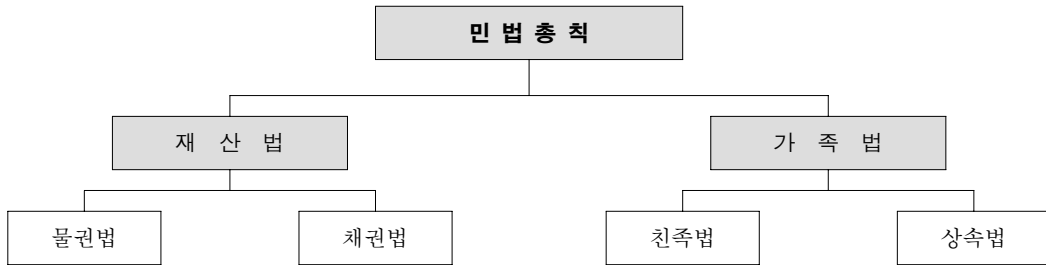 민 법 총 칙
재 산 법
가 족 법
물권법
채권법
친족법
상속법